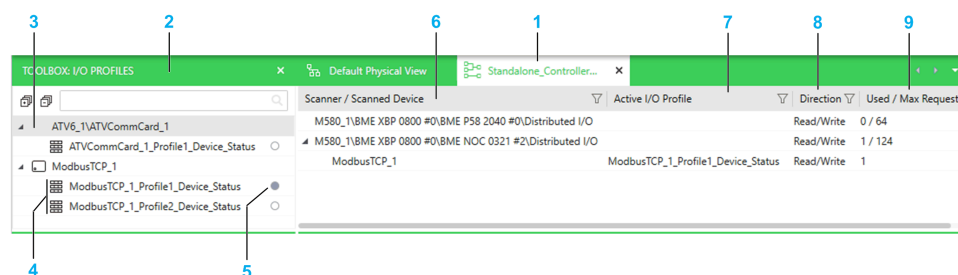 3 2 6 1 7 8 9
TOOLBOX: I/O PROFILES
Default Physical View Standalone_Controller...
Scanner / Scanned Device Active I/O Profile Direction Used / Max Request
ATV6_1\ATVCommCard_1
ATVCommCard_1_Profile1_Device_Status
ModbusTCP_1
ModbusTCP_1_Profile1_Device_Status
ModbusTCP_1_Profile2_Device_Status
M580_1\BME XBP 0800 #0\BME P58 2040 #0\Distributed I/O Read/Write 0 / 64
M580_1\BME XBP 0800 #0\BME NOC 0321 #2\Distributed I/O Read/Write 1 / 124
ModbusTCP_1 ModbusTCP_1_Profile1_Device_Status Read/Write 1
4 5